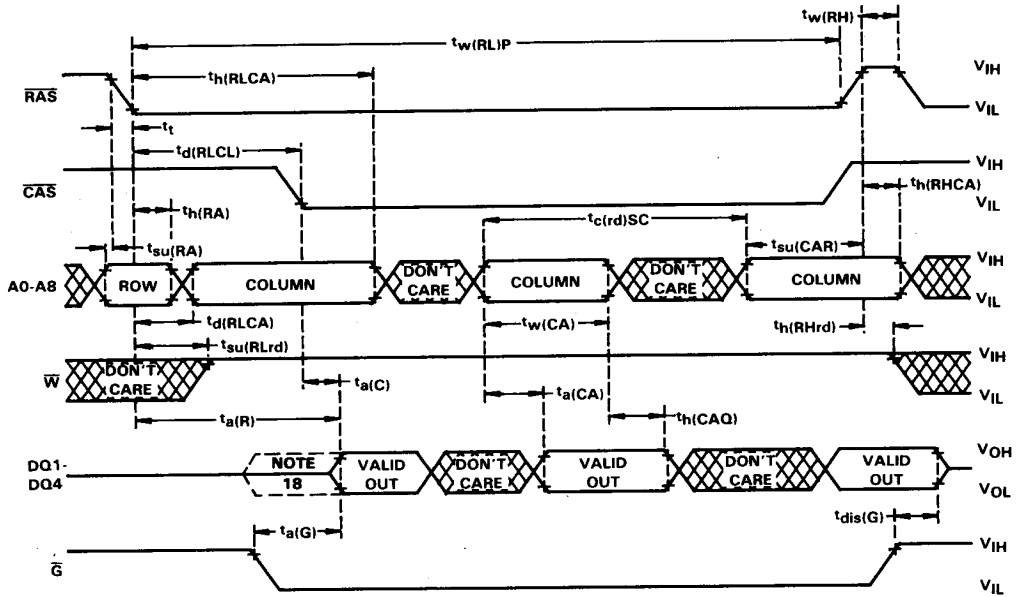 tw(RH)
tw(RL)P
th(RLCA)
RAS
VIH
VIL
tt
td(RLCL)
CAS
VIH
VIL
th(RHCA)
th(RA)
tc(rd)SC
tsu(RA)
tsu(CAR)
A0-A8
ROW
COLUMN
DON'T
CARE
COLUMN
DON'T
CARE
COLUMN
VIH
VIL
td(RLCA)
tw(CA)
th(RHrd)
tsu(RLrd)
W
DON'T
CARE
VIH
VIL
ta(C)
ta(CA)
th(CAQ)
ta(R)
DQ1-
DQ4
NOTE
18
VALID
OUT
DON'T
CARE
VALID
OUT
DON'T
CARE
VALID
OUT
VOH
VOL
ta(G)
tdis(G)
G
VIH
VIL